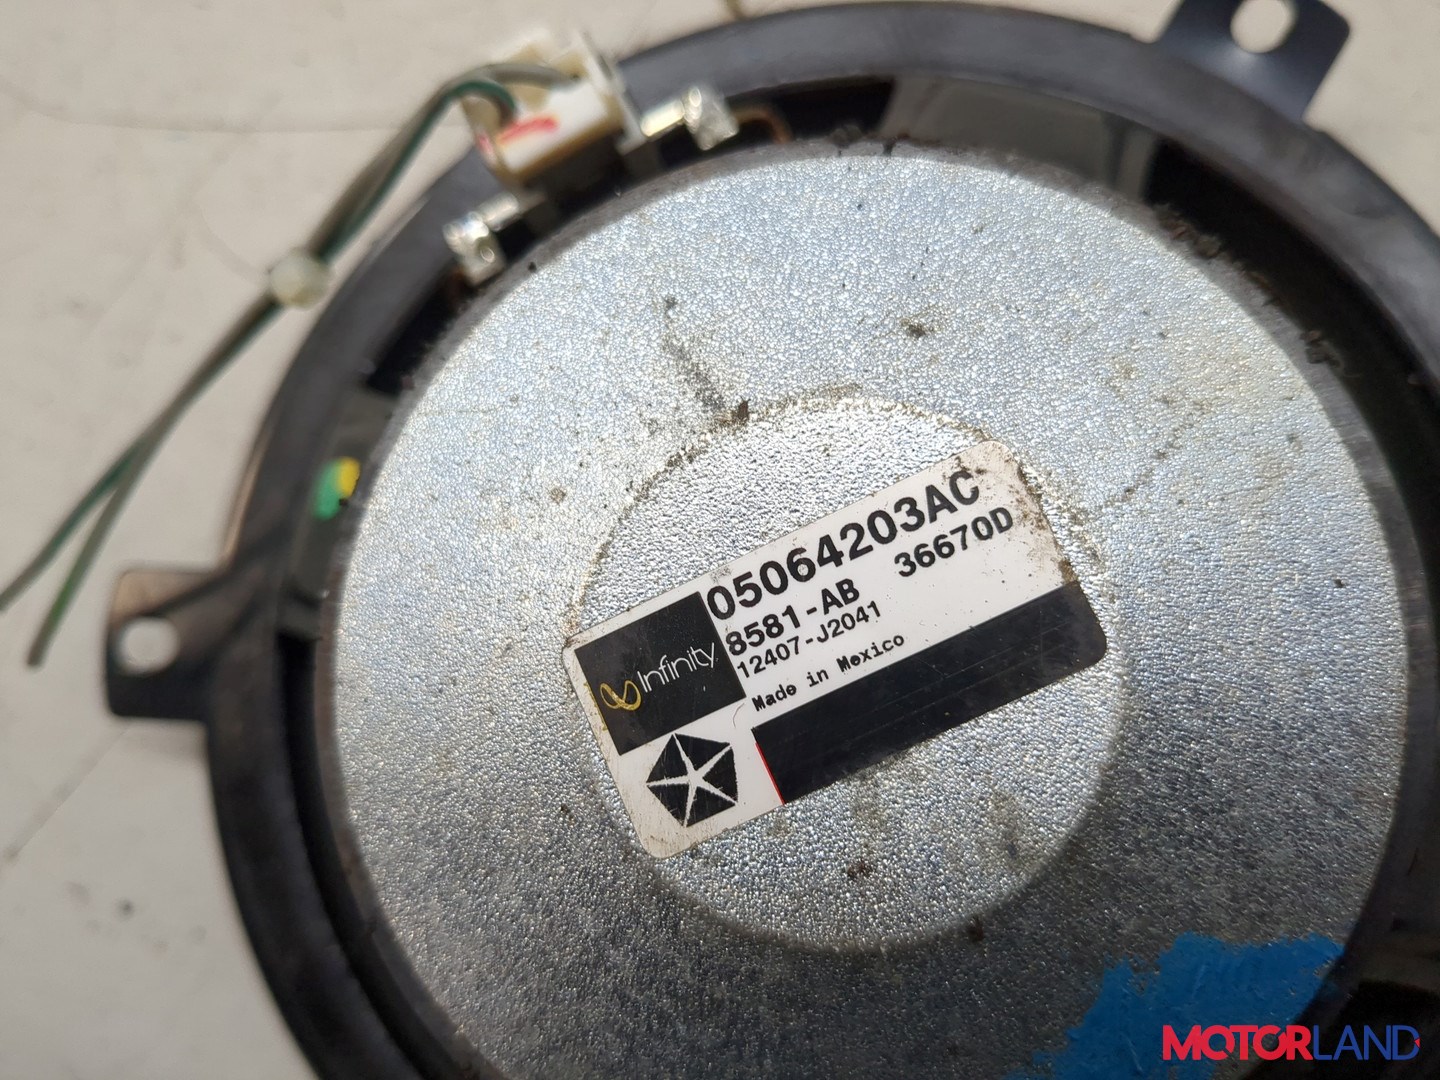 05064203AC
8581-AB 36670D
12407-J2041
Infinity
Made in Mexico
MOTORLAND